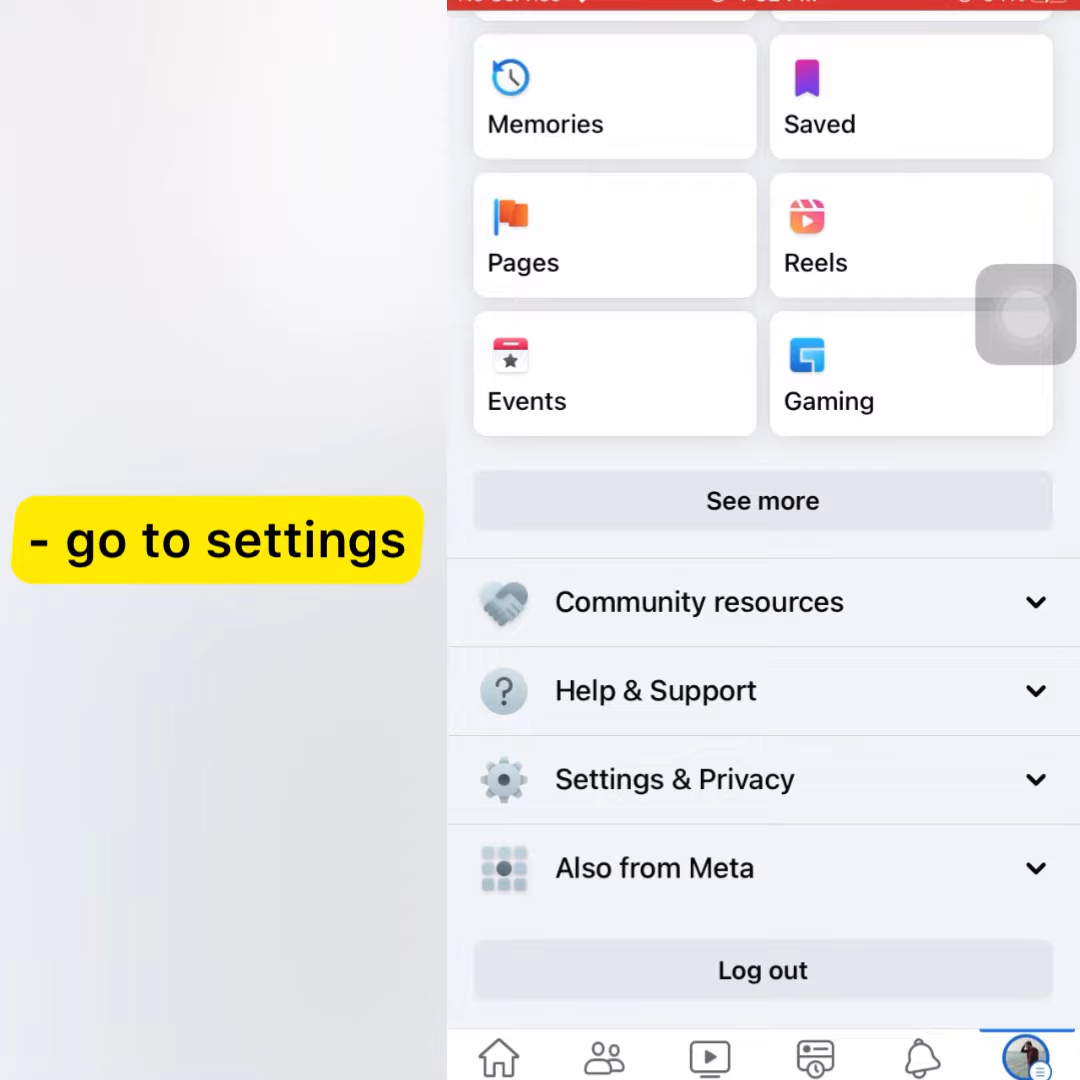 Memories
Saved
Pages
Reels
Events
Gaming
See more
- go to settings
Community resources
Help & Support
Settings & Privacy
Also from Meta
Log out